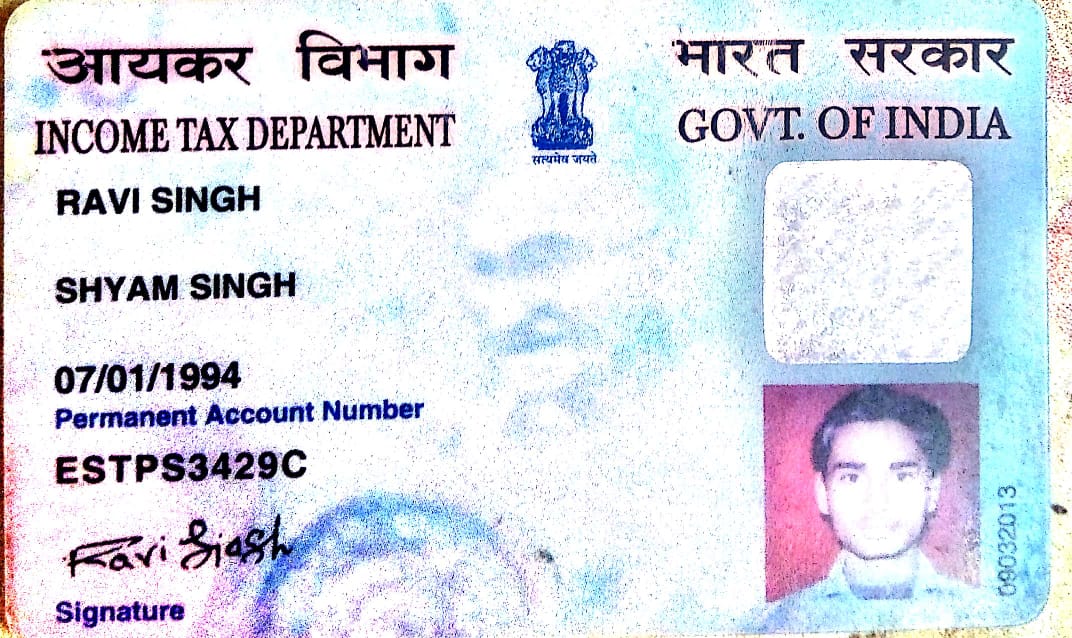 आयकर विभाग
INCOME TAX DEPARTMENT
भारत सरकार
GOVT. OF INDIA
सत्यमेव जयते
RAVI SINGH
SHYAM SINGH
07/01/1994
Permanent Account Number
ESTPS3429C
Ravi Singh
Signature
09032013